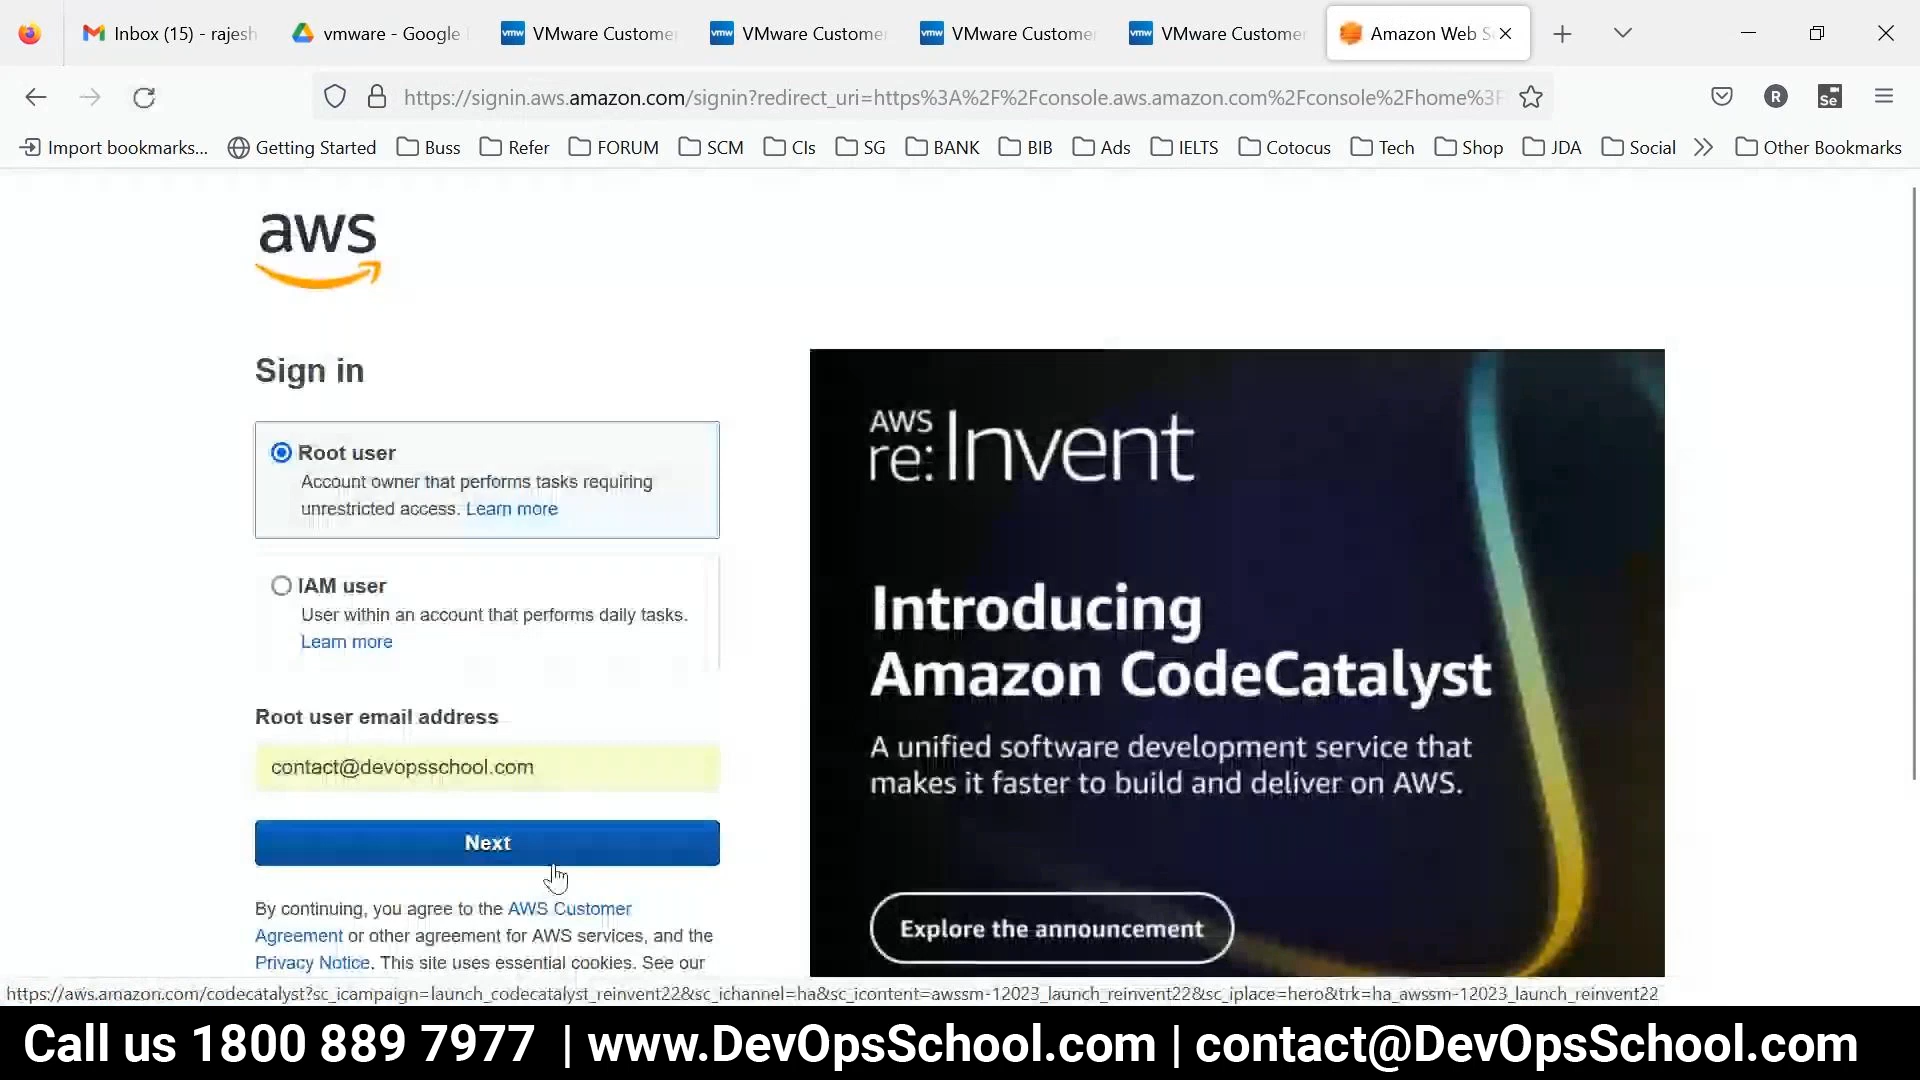 Inbox (15) - rajesh
vmware - Google
vmw VMware Custome
vmw VMware Custome
vmw VMware Custome
vmw VMware Custome
Amazon Web S
https://signin.aws.amazon.com/signin?redirect_uri=https%3A%2F%2Fconsole.aws.amazon.com%2Fconsole%2Fhome%3F
R
Se
Import bookmarks... Getting Started Buss Refer FORUM SCM Cls SG BANK BIB Ads IELTS Cotocus Tech Shop JDA Social Other Bookmarks
aws
Sign in
Root user
Account owner that performs tasks requiring
unrestricted access. Learn more
IAM user
User within an account that performs daily tasks.
Learn more
Root user email address
contact@devopsschool.com
Next
By continuing, you agree to the AWS Customer
Agreement or other agreement for AWS services, and the
Privacy Notice. This site uses essential cookies. See our
AWS
re:Invent
Introducing
Amazon CodeCatalyst
A unified software development service that
makes it faster to build and deliver on AWS.
Explore the announcement
https://aws.amazon.com/codecatalyst?sc_icampaign=launch_codecatalyst_reinvent22&sc_ichannel=ha&sc_icontent=awssm-12023_launch_reinvent22&sc_iplace=hero&trk=ha_awssm-12023_launch_reinvent22
Call us 1800 889 7977 | www.DevOpsSchool.com | contact@DevOpsSchool.com